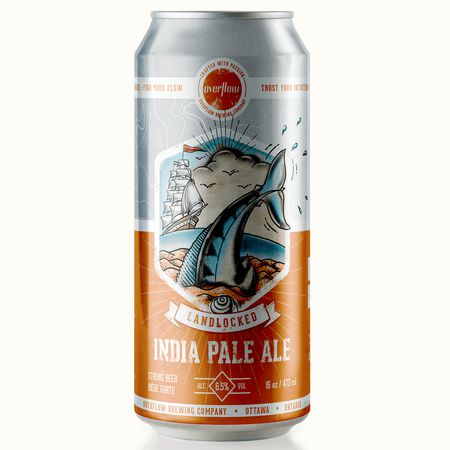 CRAFTED WITH PASSION
overflow
OVERFLOW BREWING COMPANY
FIND YOUR FLOW
TRUST YOUR
LANDLOCKED
INDIA PALE ALE
STRONG BEER
BIÈRE FORTE
ALC 6.5% VOL
16 oz / 473 ml
OVERFLOW BREWING COMPANY • OTTAWA • ONTARIO